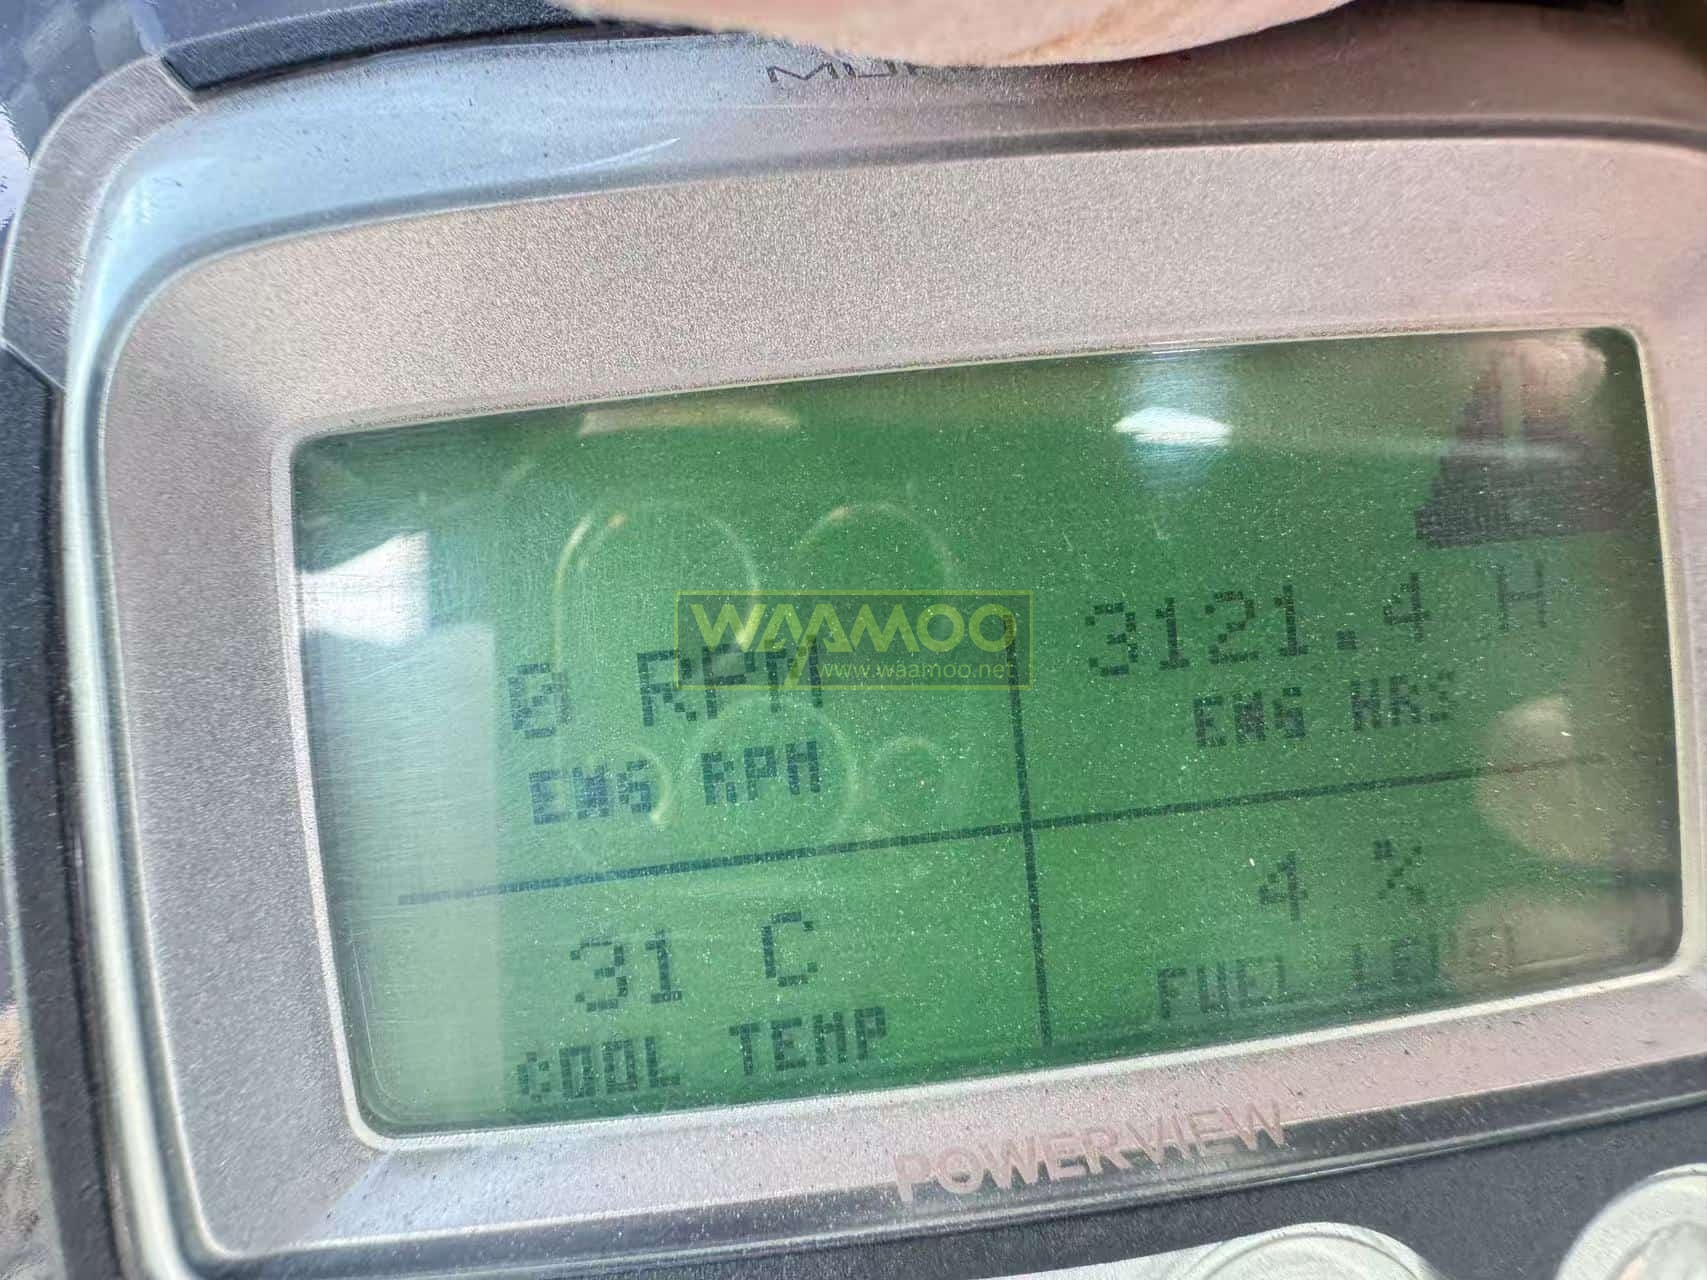 0 RPM
ENG RPM
3121.4 H
ENG HRS
31 C
COOL TEMP
4 %
FUEL LEVEL
POWERVIEW
WAAMOO
www.waamoo.net